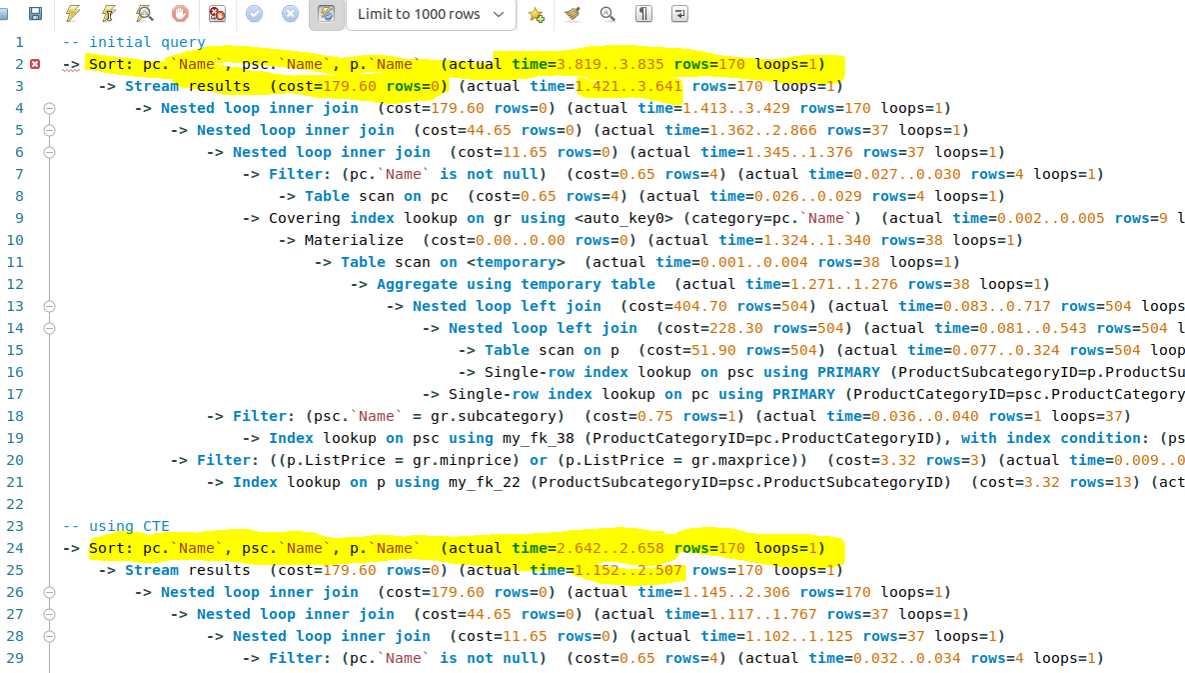 Limit to 1000 rows
1 -- initial query
2 -> Sort: pc.`Name`, psc.`Name`, p.`Name` (actual time=3.819..3.835 rows=170 loops=1)
3 -> Stream results (cost=179.60 rows=0) (actual time=1.421..3.641 rows=170 loops=1)
4 -> Nested loop inner join (cost=179.60 rows=0) (actual time=1.413..3.429 rows=170 loops=1)
5 -> Nested loop inner join (cost=44.65 rows=0) (actual time=1.362..2.866 rows=37 loops=1)
6 -> Nested loop inner join (cost=11.65 rows=0) (actual time=1.345..1.376 rows=37 loops=1)
7 -> Filter: (pc.`Name` is not null) (cost=0.65 rows=4) (actual time=0.027..0.030 rows=4 loops=1)
8 -> Table scan on pc (cost=0.65 rows=4) (actual time=0.026..0.029 rows=4 loops=1)
9 -> Covering index lookup on gr using <auto_key0> (category=pc.`Name`) (actual time=0.002..0.005 rows=9 l
10 -> Materialize (cost=0.00..0.00 rows=0) (actual time=1.324..1.340 rows=38 loops=1)
11 -> Table scan on <temporary> (actual time=0.001..0.004 rows=38 loops=1)
12 -> Aggregate using temporary table (actual time=1.271..1.276 rows=38 loops=1)
13 -> Nested loop left join (cost=404.70 rows=504) (actual time=0.083..0.717 rows=504 loops
14 -> Nested loop left join (cost=228.30 rows=504) (actual time=0.081..0.543 rows=504 l
15 -> Table scan on p (cost=51.90 rows=504) (actual time=0.077..0.324 rows=504 loop
16 -> Single-row index lookup on psc using PRIMARY (ProductSubcategoryID=p.ProductSu
17 -> Single-row index lookup on pc using PRIMARY (ProductCategoryID=psc.ProductCategory
18 -> Filter: (psc.`Name` = gr.subcategory) (cost=0.75 rows=1) (actual time=0.036..0.040 rows=1 loops=37)
19 -> Index lookup on psc using my_fk_38 (ProductCategoryID=pc.ProductCategoryID), with index condition: (ps
20 -> Filter: ((p.ListPrice = gr.minprice) or (p.ListPrice = gr.maxprice)) (cost=3.32 rows=3) (actual time=0.009..0
21 -> Index lookup on p using my_fk_22 (ProductSubcategoryID=psc.ProductSubcategoryID) (cost=3.32 rows=13) (act
22
23 -- using CTE
24 -> Sort: pc.`Name`, psc.`Name`, p.`Name` (actual time=2.642..2.658 rows=170 loops=1)
25 -> Stream results (cost=179.60 rows=0) (actual time=1.152..2.507 rows=170 loops=1)
26 -> Nested loop inner join (cost=179.60 rows=0) (actual time=1.145..2.306 rows=170 loops=1)
27 -> Nested loop inner join (cost=44.65 rows=0) (actual time=1.117..1.767 rows=37 loops=1)
28 -> Nested loop inner join (cost=11.65 rows=0) (actual time=1.102..1.125 rows=37 loops=1)
29 -> Filter: (pc.`Name` is not null) (cost=0.65 rows=4) (actual time=0.032..0.034 rows=4 loops=1)